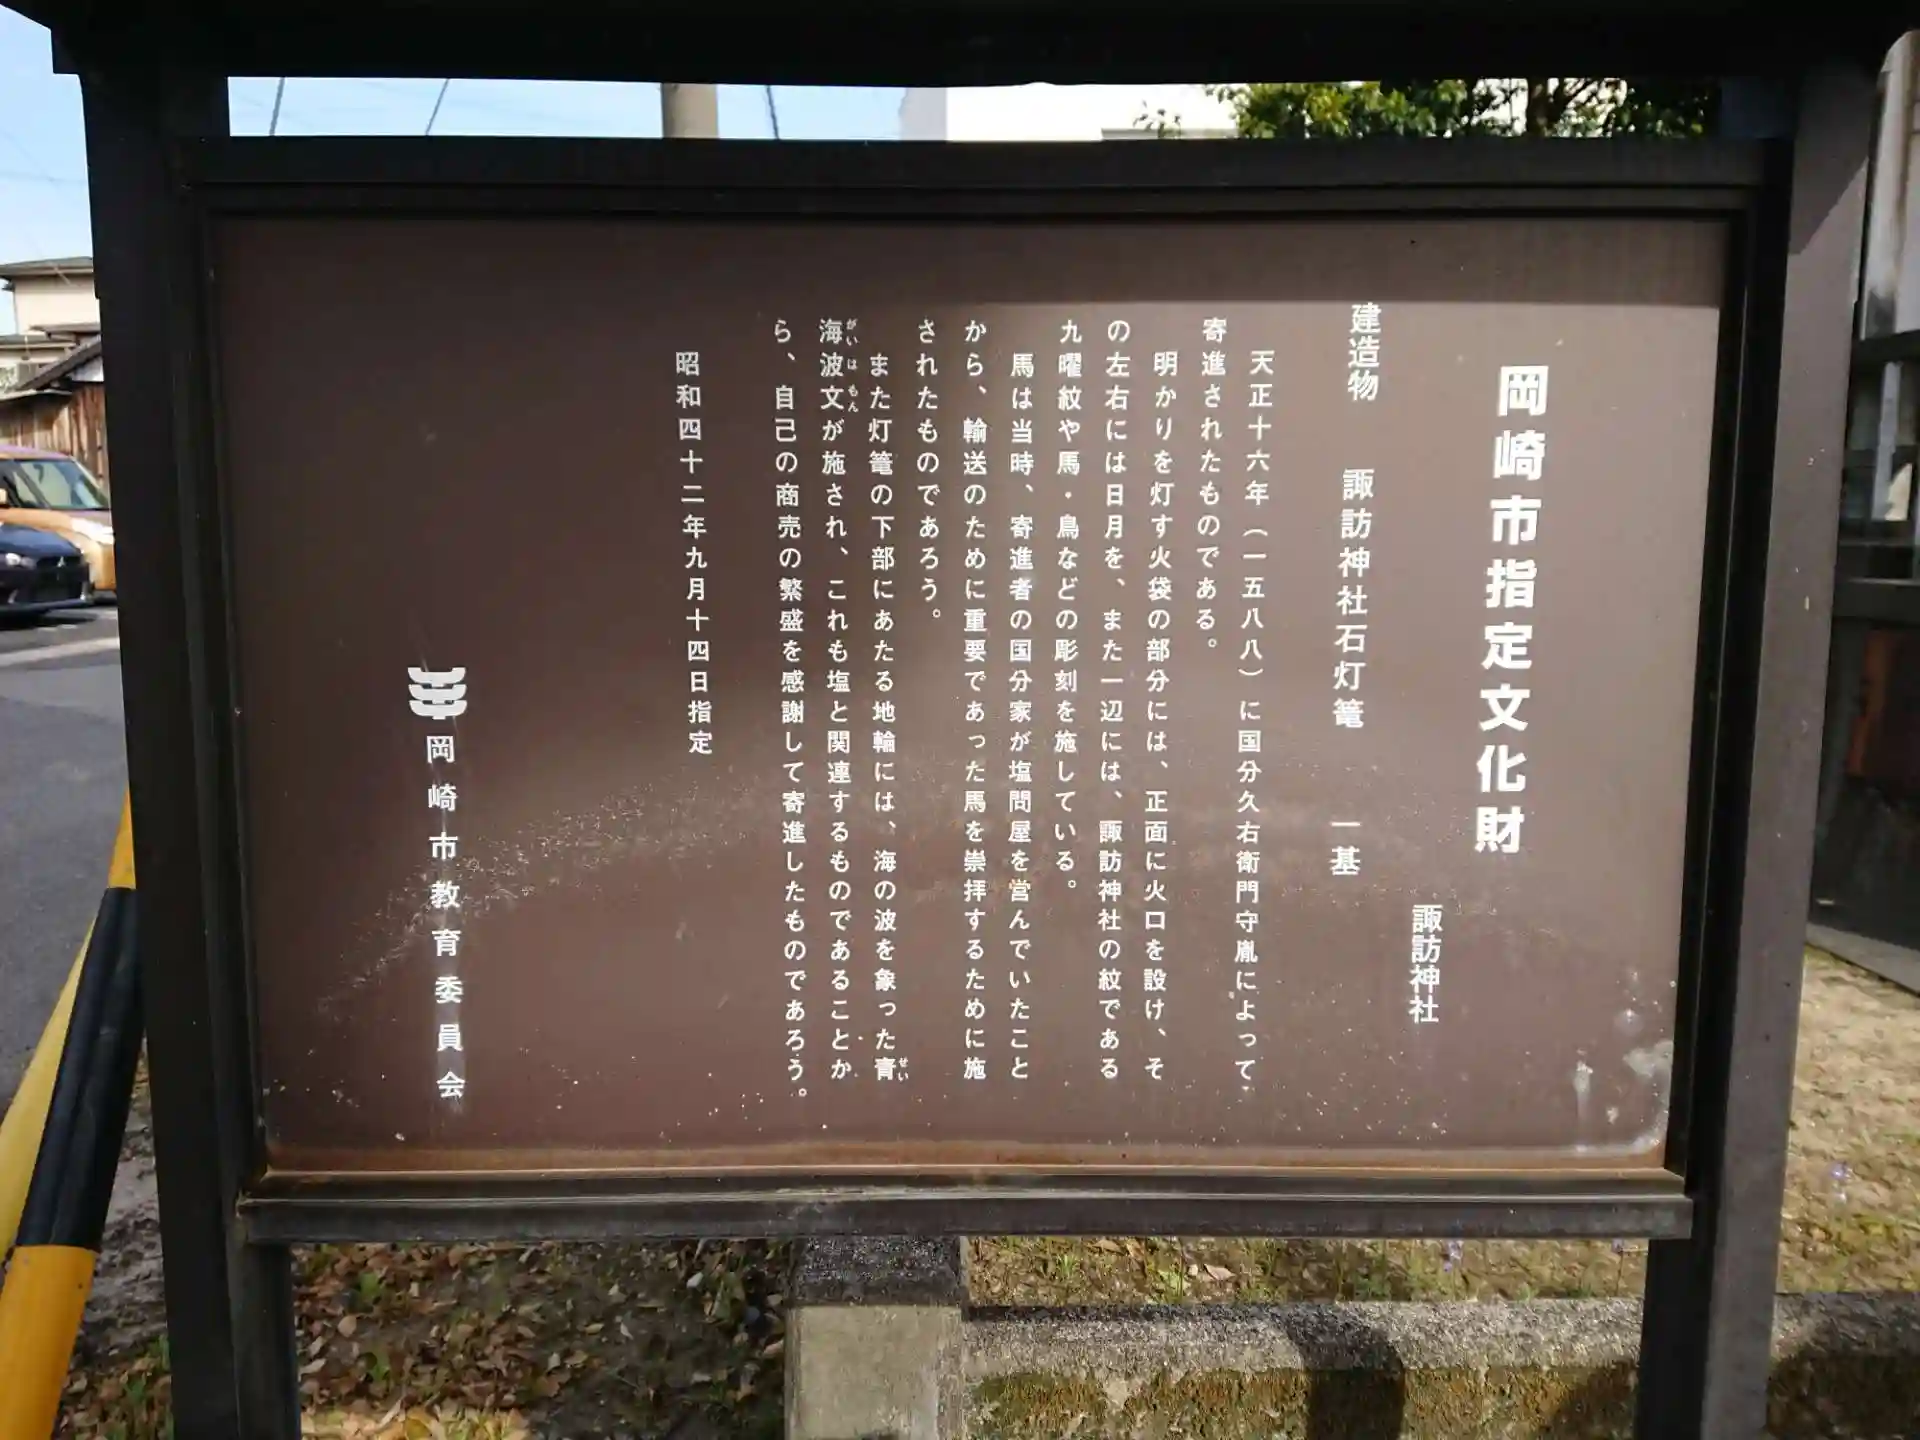 岡崎市指定文化財
諏訪神社
建造物 諏訪神社石灯篭 一基
天正十六年(一五八八)に国分久右衛門守胤によって、
寄進されたものである。
明かりを灯す火袋の部分には、正面に火口を設け、そ
の左右には日月を、また一辺には、諏訪神社の紋である
九曜紋や馬・鳥などの彫刻を施している。
馬は当時、寄進者の国分家が塩問屋を営んでいたこと
から、輸送のために重要であった馬を崇拝するために施
されたものであろう。
また灯篭の下部にあたる地輪には、海の波を象った青せい
海がい波は文もんが施され、これも塩と関連するものであることか
ら、自己の商売の繁盛を感謝して寄進したものであろう。
昭和四十二年九月十四日指定
岡崎市教育委員会